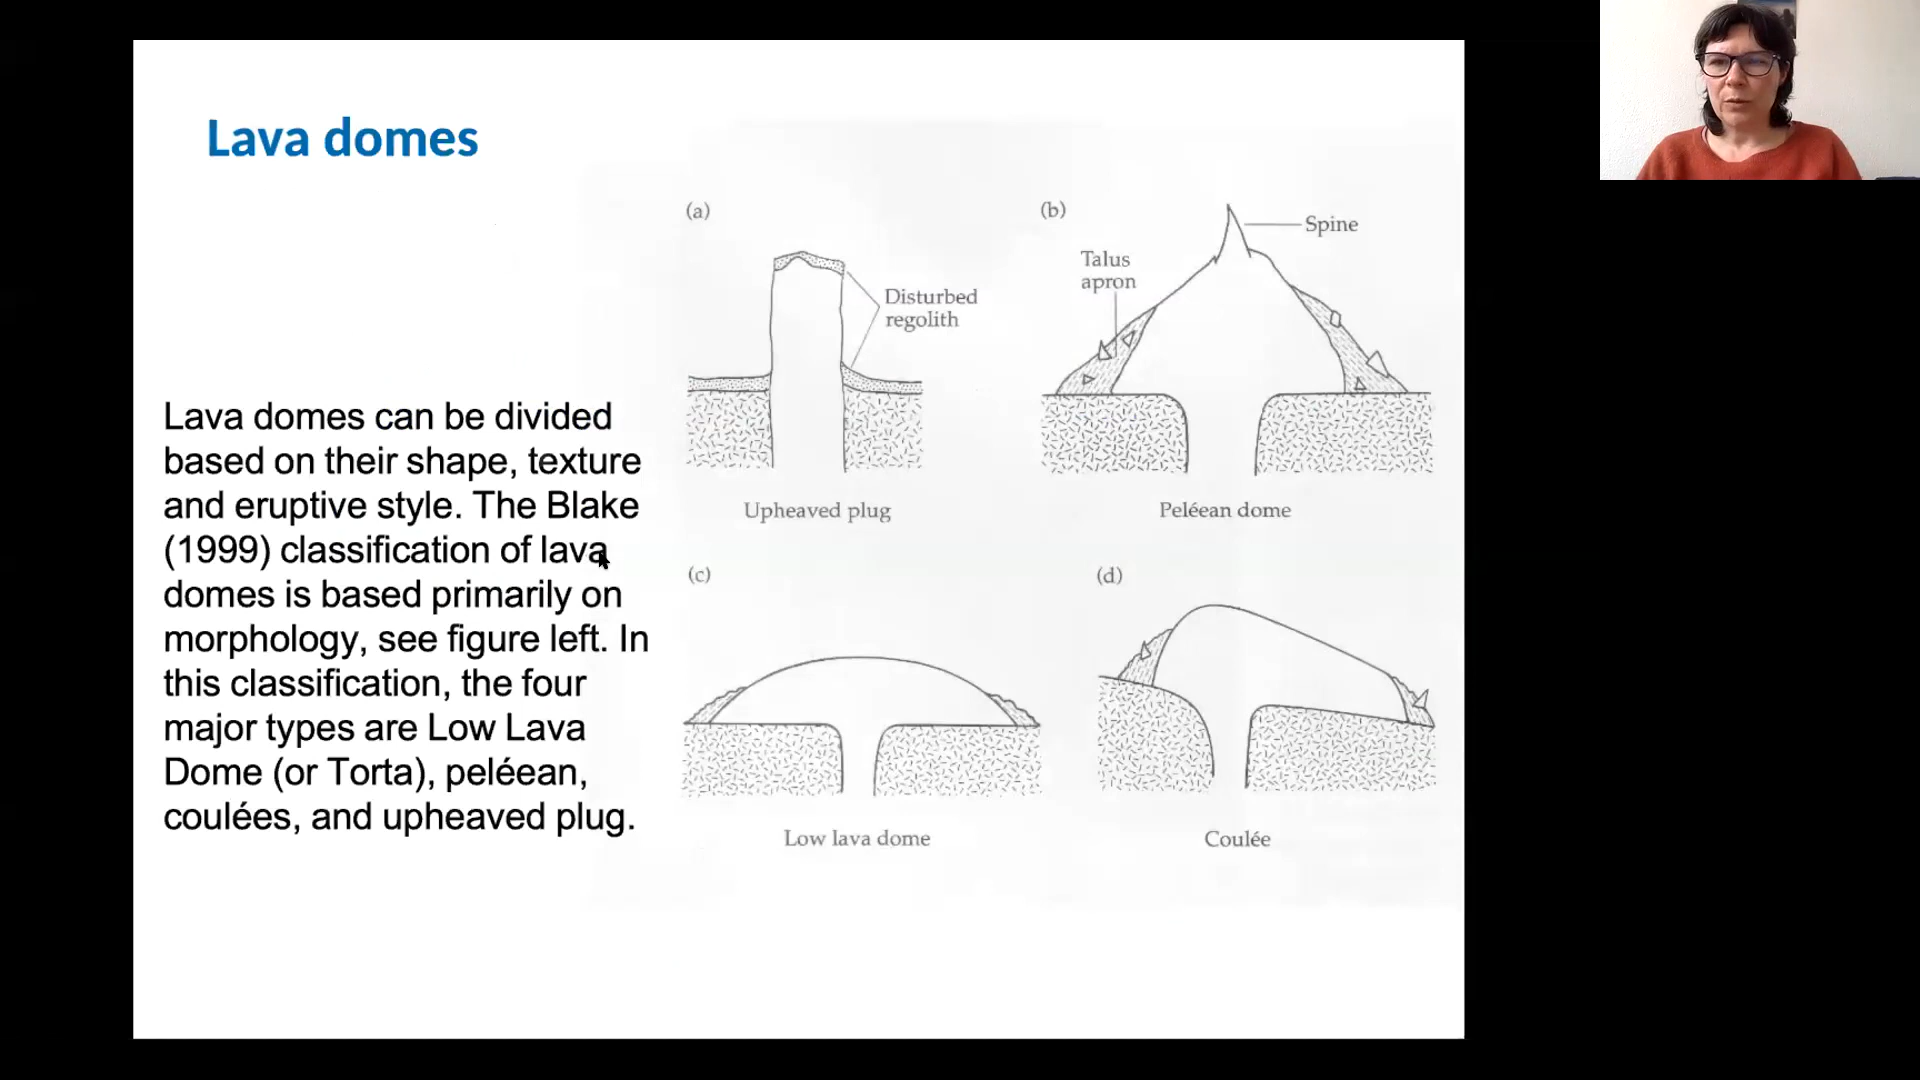 Lava domes
Lava domes can be divided
based on their shape, texture
and eruptive style. The Blake
(1999) classification of lava
domes is based primarily on
morphology, see figure left. In
this classification, the four
major types are Low Lava
Dome (or Torta), peléean,
coulées, and upheaved plug.
(a)
Disturbed
regolith
Upheaved plug
(b)
Spine
Talus
apron
Peléean dome
(c)
Low lava dome
(d)
Coulée